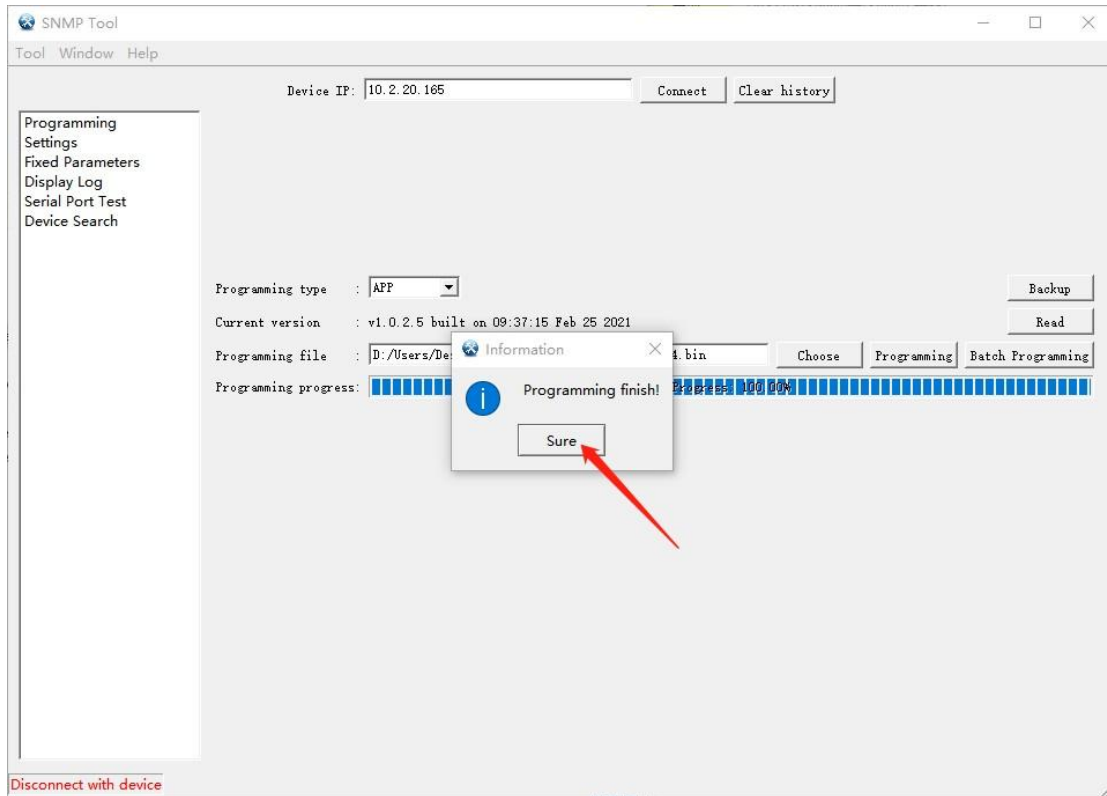 SNMP Tool
Tool Window Help
Device IP: 10.2.20.165 Connect Clear history
Programming
Settings
Fixed Parameters
Display Log
Serial Port Test
Device Search
Programming type : APP Backup
Current version : v1.0.2.5 built on 09:37:15 Feb 25 2021 Read
Programming file : D:/Users/De 4.bin Choose Programming Batch Programming
Programming progress: Progress: 100.00%
Information
Programming finish!
Sure
Disconnect with device